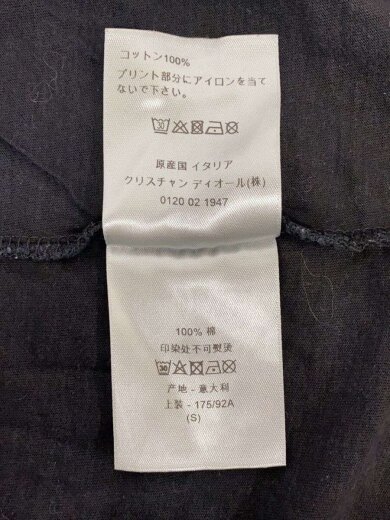 コットン100%
プリント部分にアイロンを当て
ないで下さい。
30
原産国 イタリア
クリスチャン ディオール(株)
0120 02 1947
100% 棉
印染处不可熨烫
30
产地 - 意大利
上装 - 175/92A
(S)